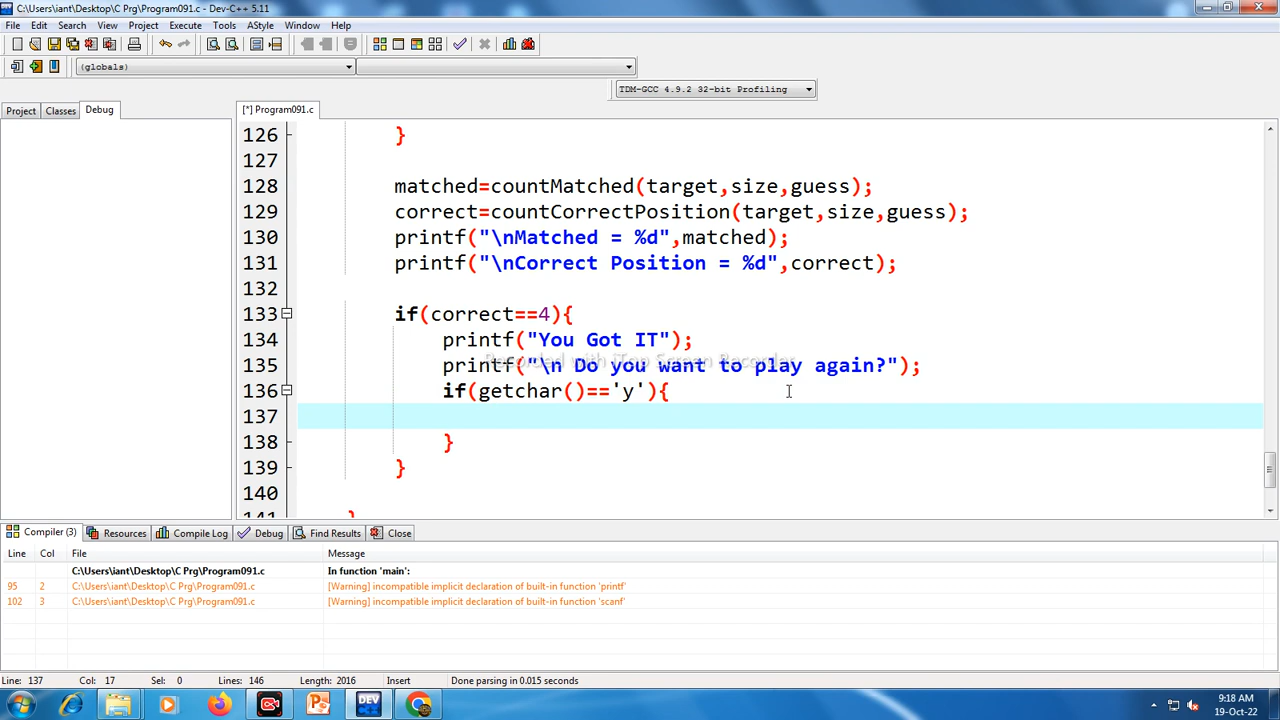 C:\Users\iant\Desktop\C Prg\Program091.c - Dev-C++ 5.11
File Edit Search View Project Execute Tools AStyle Window Help
(globals)
TDM-GCC 4.9.2 32-bit Profiling
Project Classes Debug [*] Program091.c
126 }
127
128 matched=countMatched(target,size,guess);
129 correct=countCorrectPosition(target,size,guess);
130 printf("\nMatched = %d",matched);
131 printf("\nCorrect Position = %d",correct);
132
133 if(correct==4){
134 printf("You Got IT");
Recorded with iTop Screen Recorder
135 printf("\n Do you want to play again?");
136 if(getchar()=='y'){
137
138 }
139 }
140
141 }
Compiler (3) Resources Compile Log Debug Find Results Close
Line Col File Message
C:\Users\iant\Desktop\C Prg\Program091.c In function 'main':
95 2 C:\Users\iant\Desktop\C Prg\Program091.c [Warning] incompatible implicit declaration of built-in function 'printf'
102 3 C:\Users\iant\Desktop\C Prg\Program091.c [Warning] incompatible implicit declaration of built-in function 'scanf'
Line: 137 Col: 17 Sel: 0 Lines: 146 Length: 2016 Insert Done parsing in 0.015 seconds
DEV C++
9:18 AM
19-Oct-22